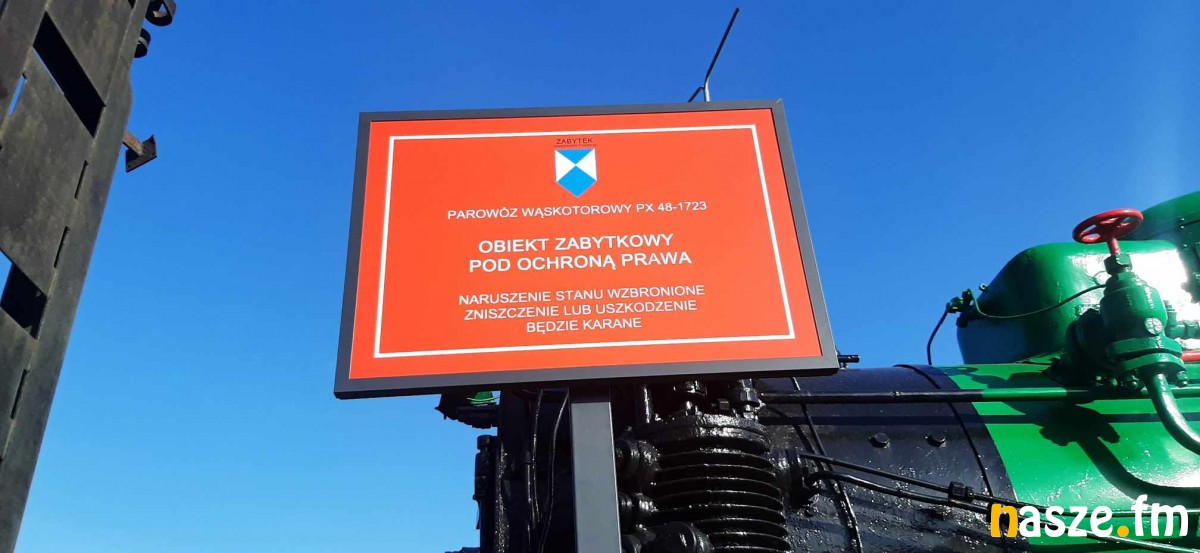 ZABYTEK
PAROWÓZ WĄSKOTOROWY PX 48-1723
OBIEKT ZABYTKOWY
POD OCHRONĄ PRAWA
NARUSZENIE STANU WZBRONIONE
ZNISZCZENIE LUB USZKODZENIE
BĘDZIE KARANE
nasze.fm